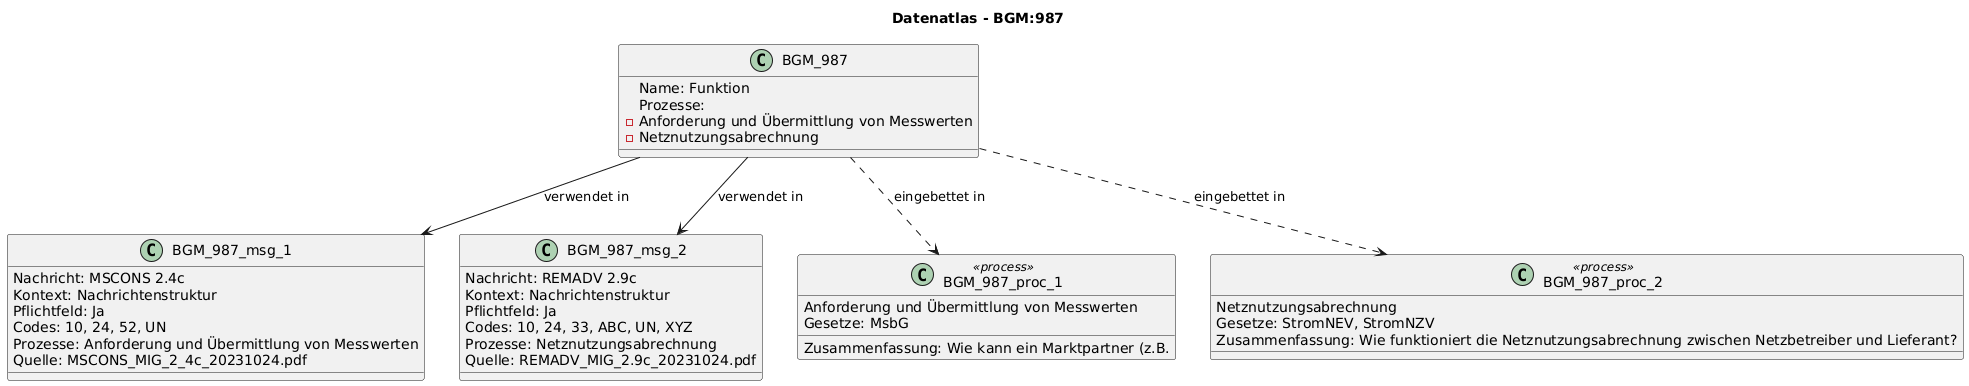 Datenatlas - BGM:987
C BGM_987
Name: Funktion
Prozesse:
Anforderung und Übermittlung von Messwerten
Netznutzungsabrechnung
verwendet in
verwendet in
eingebettet in
eingebettet in
C BGM_987_msg_1
Nachricht: MSCONS 2.4c
Kontext: Nachrichtenstruktur
Pflichtfeld: Ja
Codes: 10, 24, 52, UN
Prozesse: Anforderung und Übermittlung von Messwerten
Quelle: MSCONS_MIG_2_4c_20231024.pdf
C BGM_987_msg_2
Nachricht: REMADV 2.9c
Kontext: Nachrichtenstruktur
Pflichtfeld: Ja
Codes: 10, 24, 33, ABC, UN, XYZ
Prozesse: Netznutzungsabrechnung
Quelle: REMADV_MIG_2.9c_20231024.pdf
«process»
C BGM_987_proc_1
Anforderung und Übermittlung von Messwerten
Gesetze: MsbG
Zusammenfassung: Wie kann ein Marktpartner (z.B.
«process»
C BGM_987_proc_2
Netznutzungsabrechnung
Gesetze: StromNEV, StromNZV
Zusammenfassung: Wie funktioniert die Netznutzungsabrechnung zwischen Netzbetreiber und Lieferant?